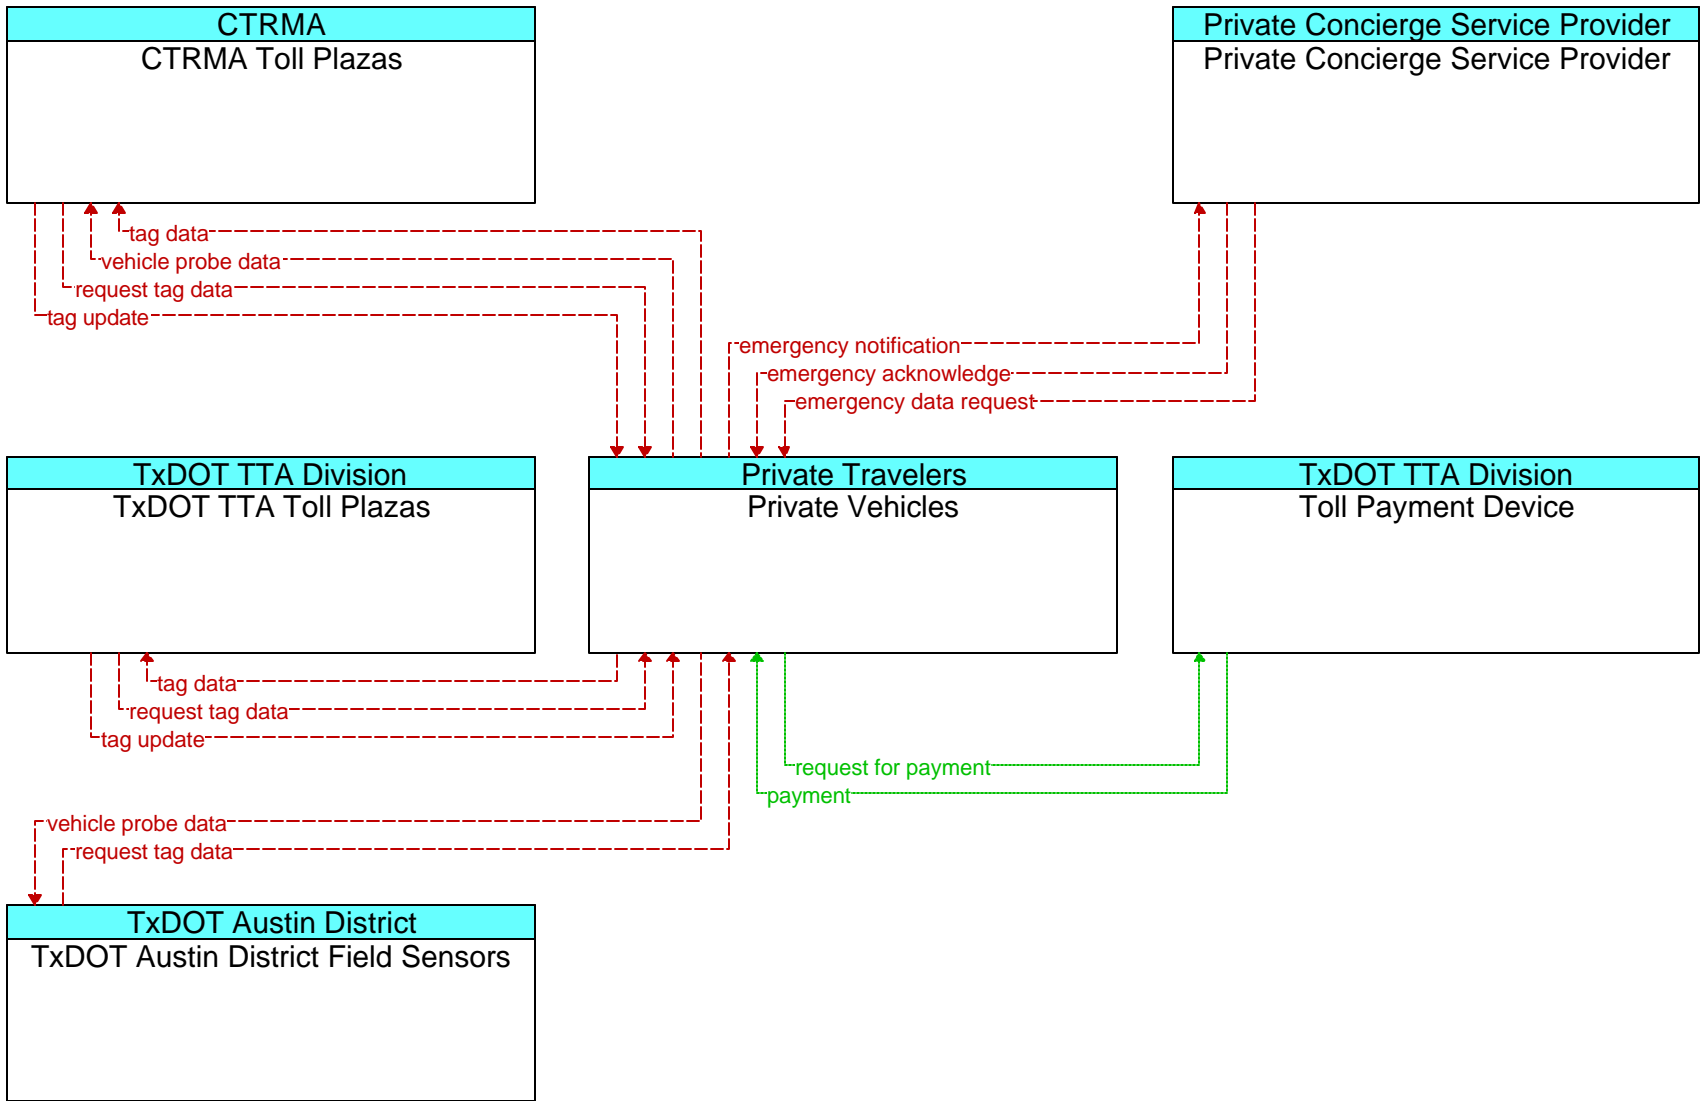 CTRMA
CTRMA Toll Plazas
Private Concierge Service Provider
Private Concierge Service Provider
tag data
vehicle probe data
request tag data
tag update
emergency notification
emergency acknowledge
emergency data request
TxDOT TTA Division
TxDOT TTA Toll Plazas
Private Travelers
Private Vehicles
TxDOT TTA Division
Toll Payment Device
tag data
request tag data
tag update
request for payment
payment
vehicle probe data
request tag data
TxDOT Austin District
TxDOT Austin District Field Sensors